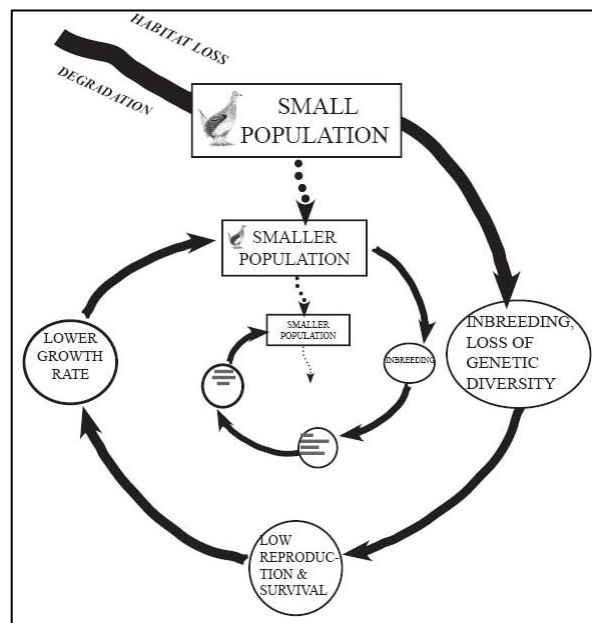 HABITAT LOSS
DEGRADATION
SMALL
POPULATION
SMALLER
POPULATION
SMALLER
POPULATION
INBREEDING
INBREEDING,
LOSS OF
GENETIC
DIVERSITY
LOW
REPRODUC-
TION &
SURVIVAL
LOWER
GROWTH
RATE